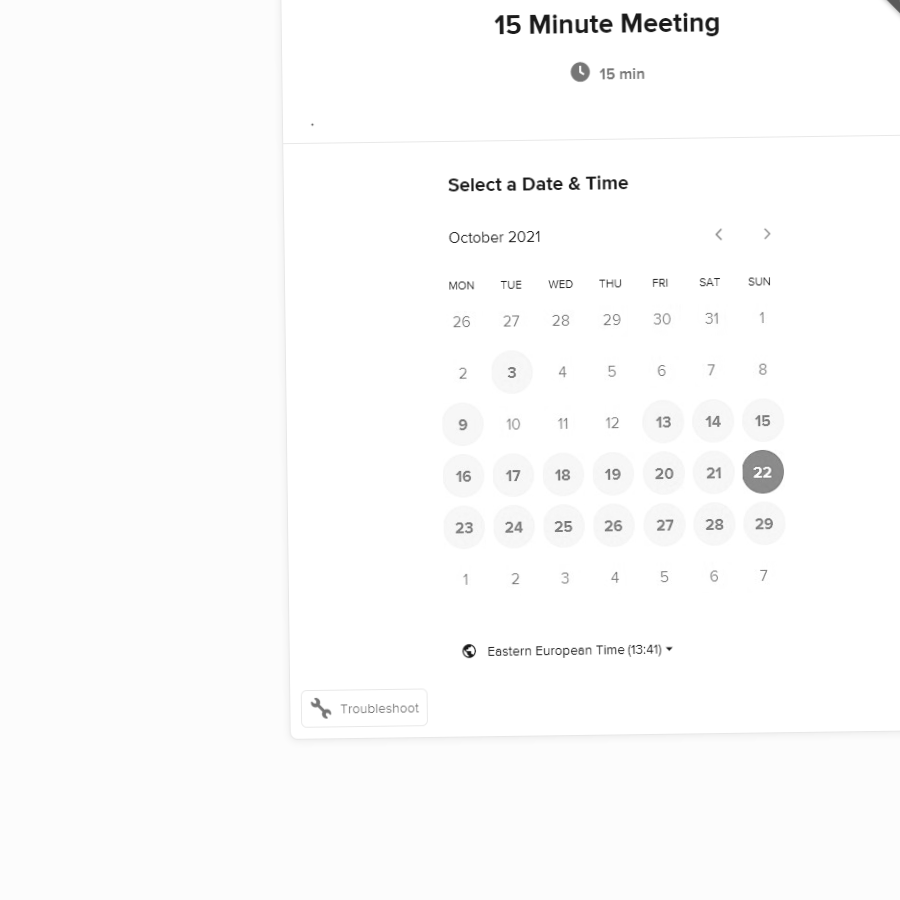 15 Minute Meeting
15 min
.
Select a Date & Time
October 2021
MON TUE WED THU FRI SAT SUN
26 27 28 29 30 31 1
2 3 4 5 6 7 8
9 10 11 12 13 14 15
16 17 18 19 20 21 22
23 24 25 26 27 28 29
1 2 3 4 5 6 7
Eastern European Time (13:41)
Troubleshoot